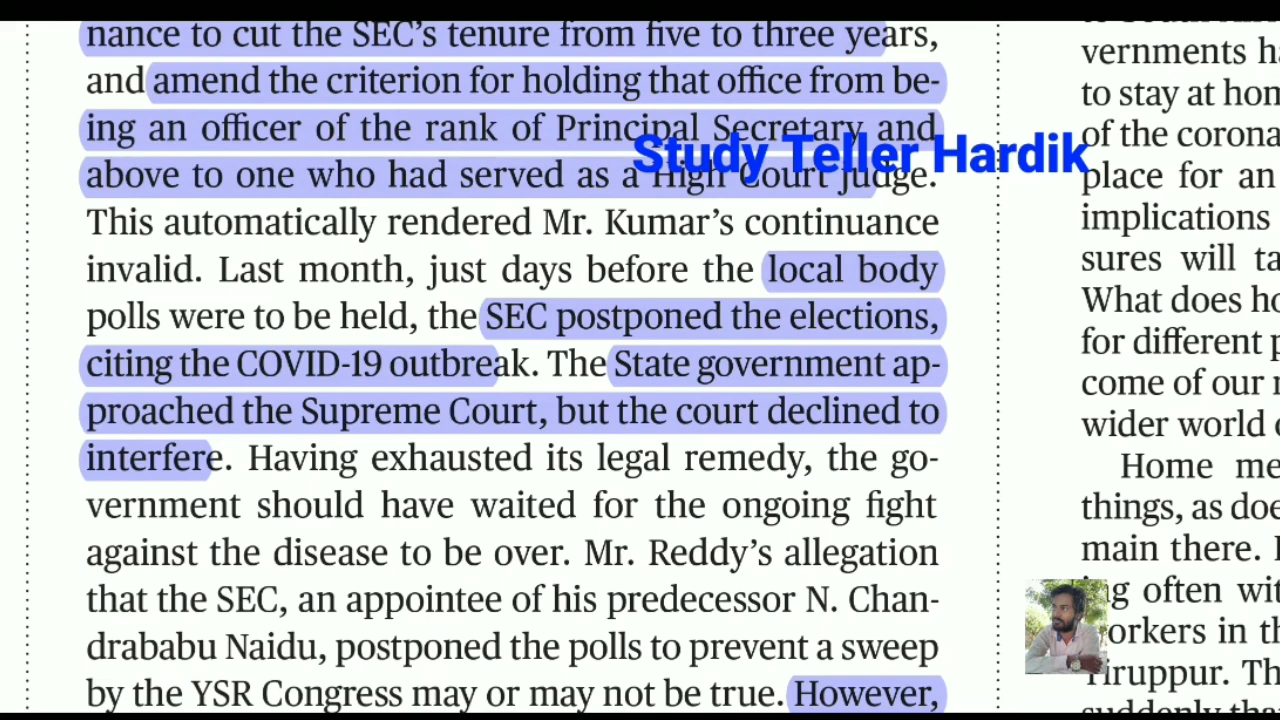 nance to cut the SEC's tenure from five to three years,
and amend the criterion for holding that office from be-
ing an officer of the rank of Principal Secretary and
above to one who had served as a High Court judge.
This automatically rendered Mr. Kumar's continuance
invalid. Last month, just days before the local body
polls were to be held, the SEC postponed the elections,
citing the COVID-19 outbreak. The State government ap-
proached the Supreme Court, but the court declined to
interfere. Having exhausted its legal remedy, the go-
vernment should have waited for the ongoing fight
against the disease to be over. Mr. Reddy's allegation
that the SEC, an appointee of his predecessor N. Chan-
drababu Naidu, postponed the polls to prevent a sweep
by the YSR Congress may or may not be true. However,
Study Teller Hardik
vernments
to stay at
of the
place for an
implications
sures will
What does
for different
come of our
wider world
Home
things, as
main there.
often
in
Tiruppur.